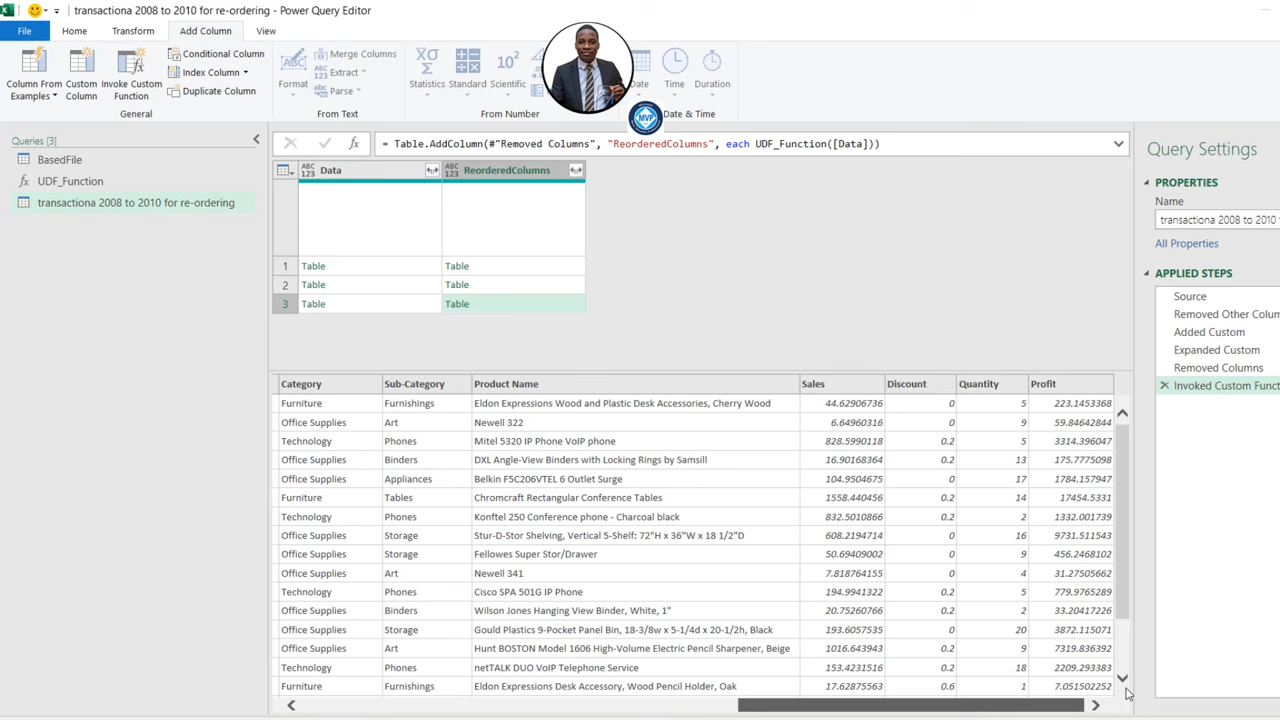 transactiona 2008 to 2010 for re-ordering - Power Query Editor
File Home Transform Add Column View
Column From Examples
Custom Column
Invoke Custom Function
Conditional Column
Index Column
Duplicate Column
General
Format
Merge Columns
Extract
Parse
From Text
Statistics
Standard
Scientific
From Number
MVP
Date
Time
Duration
Date & Time
Queries [3]
BasedFile
UDF_Function
transactiona 2008 to 2010 for re-ordering
= Table.AddColumn(#"Removed Columns", "ReorderedColumns", each UDF_Function([Data]))
Data ReorderedColumns
1 Table Table
2 Table Table
3 Table Table
Category Sub-Category Product Name Sales Discount Quantity Profit
Furniture Furnishings Eldon Expressions Wood and Plastic Desk Accessories, Cherry Wood 44.62906736 0 5 223.1453368
Office Supplies Art Newell 322 6.64960316 0 9 59.84642844
Technology Phones Mitel 5320 IP Phone VoIP phone 828.5990118 0.2 5 3314.396047
Office Supplies Binders DXL Angle-View Binders with Locking Rings by Samsill 16.90168364 0.2 13 175.7775098
Office Supplies Appliances Belkin F5C206VTEL 6 Outlet Surge 104.9504675 0 17 1784.157947
Furniture Tables Chromcraft Rectangular Conference Tables 1558.440456 0.2 14 17454.5331
Technology Phones Konftel 250 Conference phone - Charcoal black 832.5010866 0.2 2 1332.001739
Office Supplies Storage Stur-D-Stor Shelving, Vertical 5-Shelf: 72"H x 36"W x 18 1/2"D 608.2194714 0 16 9731.511543
Office Supplies Storage Fellowes Super Stor/Drawer 50.69409002 0 9 456.2468102
Office Supplies Art Newell 341 7.818764155 0 4 31.27505662
Technology Phones Cisco SPA 501G IP Phone 194.9941322 0.2 5 779.9765289
Office Supplies Binders Wilson Jones Hanging View Binder, White, 1" 20.75260766 0.2 2 33.20417226
Office Supplies Storage Gould Plastics 9-Pocket Panel Bin, 18-3/8w x 5-1/4d x 20-1/2h, Black 193.6057535 0 20 3872.115071
Office Supplies Art Hunt BOSTON Model 1606 High-Volume Electric Pencil Sharpener, Beige 1016.643943 0.2 9 7319.836392
Technology Phones netTALK DUO VoIP Telephone Service 153.4231516 0.2 18 2209.293383
Furniture Furnishings Eldon Expressions Desk Accessory, Wood Pencil Holder, Oak 17.62875563 0.6 1 7.051502252
Query Settings
PROPERTIES
Name
transactiona 2008 to 2010
All Properties
APPLIED STEPS
Source
Removed Other Colum
Added Custom
Expanded Custom
Removed Columns
Invoked Custom Funct